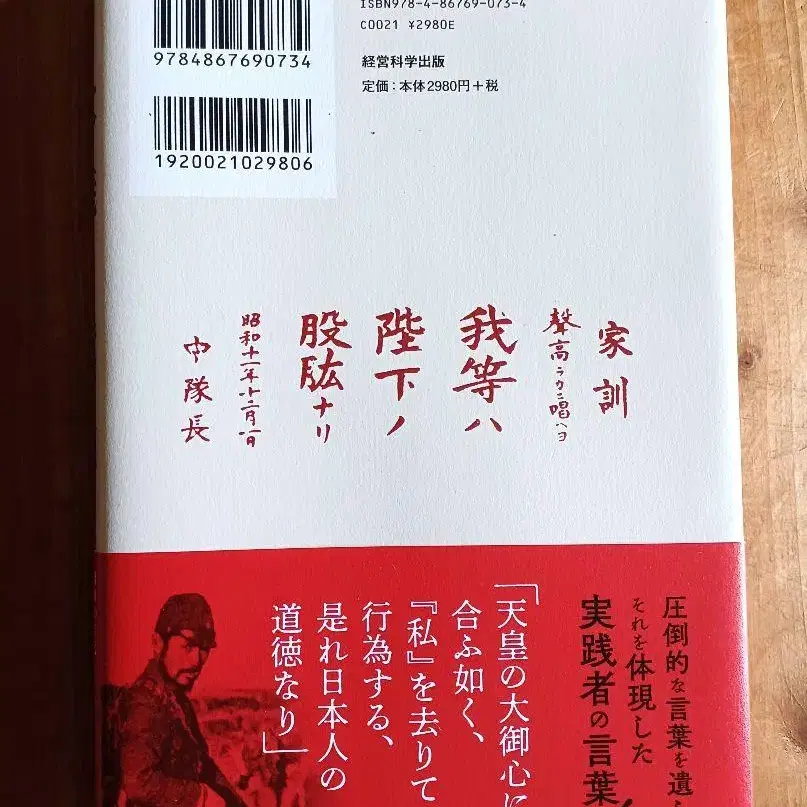 ISBN978-4-86769-073-4
C0021 ¥2980E
9784867690734
経営科学出版
定価:本体2980円+税
1920021029806
家訓
聲高ラカニ唱ヘヨ
我等ハ
陛下ノ
股肱ナリ
昭和十一年十二月一日
中隊長
圧倒的な言葉を遺
それを体現した
実践者の言葉
「天皇の大御心に
合ふ如く、
『私』を去りて
行為する、
是れ日本人の
道徳なり」